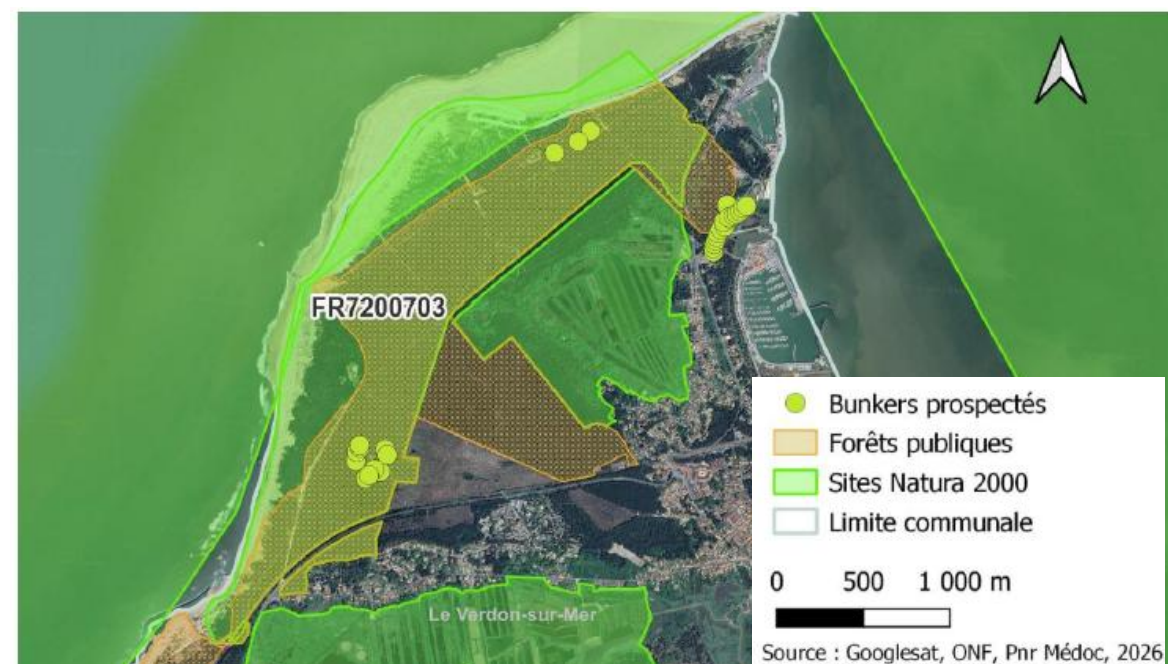 FR7200703
Le Verdon-sur-Mer
Bunkers prospectés
Forêts publiques
Sites Natura 2000
Limite communale
0 500 1 000 m
Source : Googlesat, ONF, Pnr Médoc, 2026